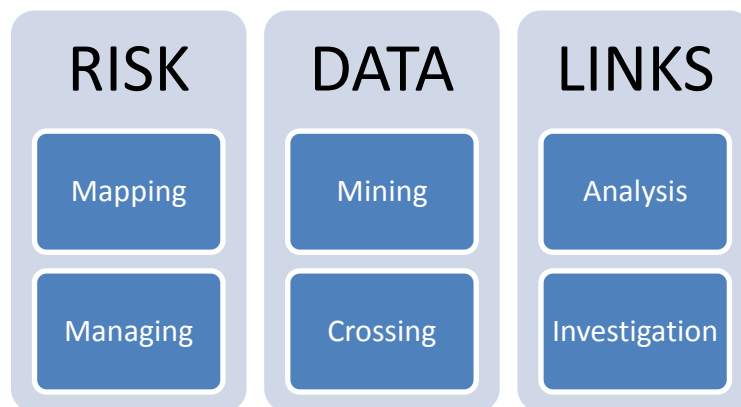 RISK
Mapping
Managing
DATA
Mining
Crossing
LINKS
Analysis
Investigation